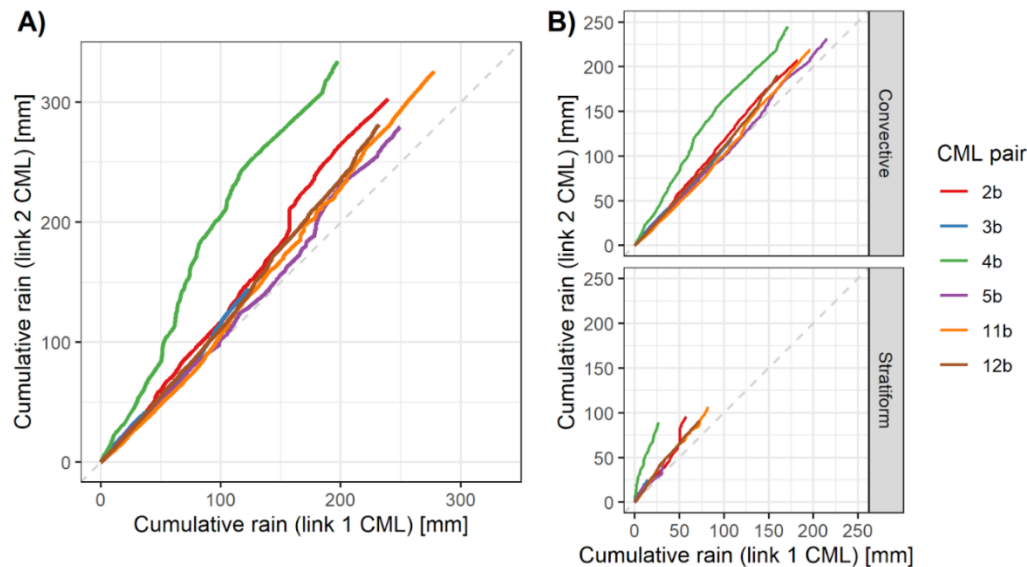 A)
Cumulative rain (link 2 CML) [mm]
300
200
100
0
0 100 200 300
Cumulative rain (link 1 CML) [mm]
B)
Cumulative rain (link 2 CML) [mm]
250
200
150
100
50
0
Convective
250
200
150
100
50
0
Stratiform
0 50 100 150 200 250
Cumulative rain (link 1 CML) [mm]
CML pair
2b
3b
4b
5b
11b
12b